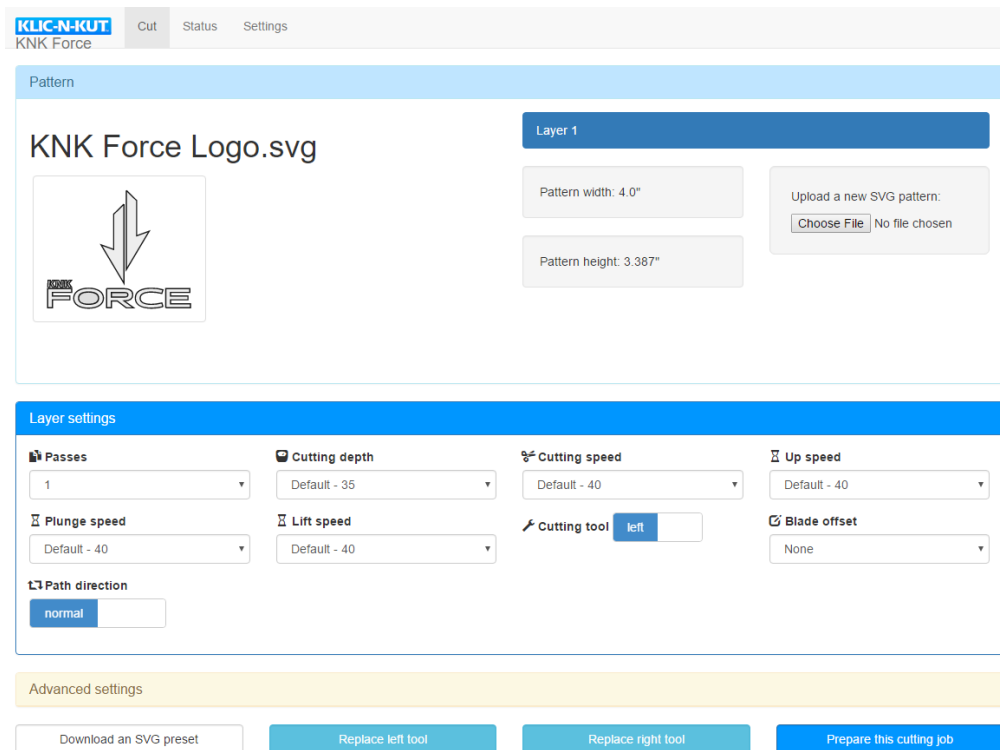 KLIC-N-KUT Cut Status Settings
KNK Force
Pattern
KNK Force Logo.svg
KNK
FORCE
Layer 1
Pattern width: 4.0"
Pattern height: 3.387"
Upload a new SVG pattern:
Choose File No file chosen
Layer settings
Passes Cutting depth Cutting speed Up speed
1 Default - 35 Default - 40 Default - 40
Plunge speed Lift speed Cutting tool left Blade offset
Default - 40 Default - 40 None
Path direction
normal
Advanced settings
Download an SVG preset Replace left tool Replace right tool Prepare this cutting job